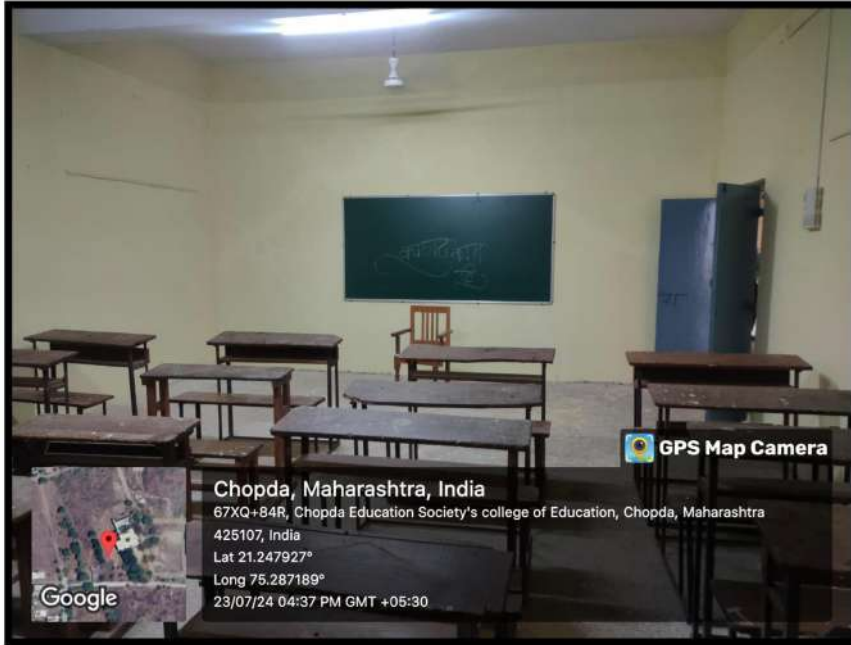 GPS Map Camera
Chopda, Maharashtra, India
67XQ+84R, Chopda Education Society's college of Education, Chopda, Maharashtra
425107, India
Lat 21.247927°
Long 75.287189°
23/07/24 04:37 PM GMT +05:30
Google